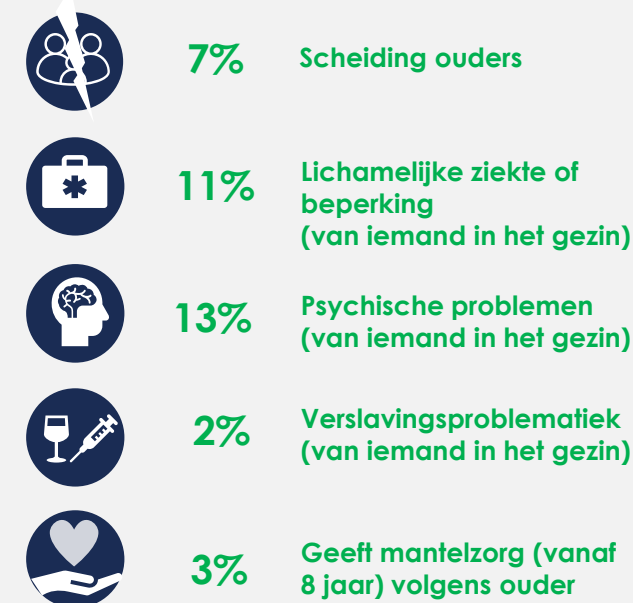 7% Scheiding ouders
11% Lichamelijke ziekte of
beperking
(van iemand in het gezin)
13% Psychische problemen
(van iemand in het gezin)
2% Verslavingsproblematiek
(van iemand in het gezin)
3% Geeft mantelzorg (vanaf
8 jaar) volgens ouder